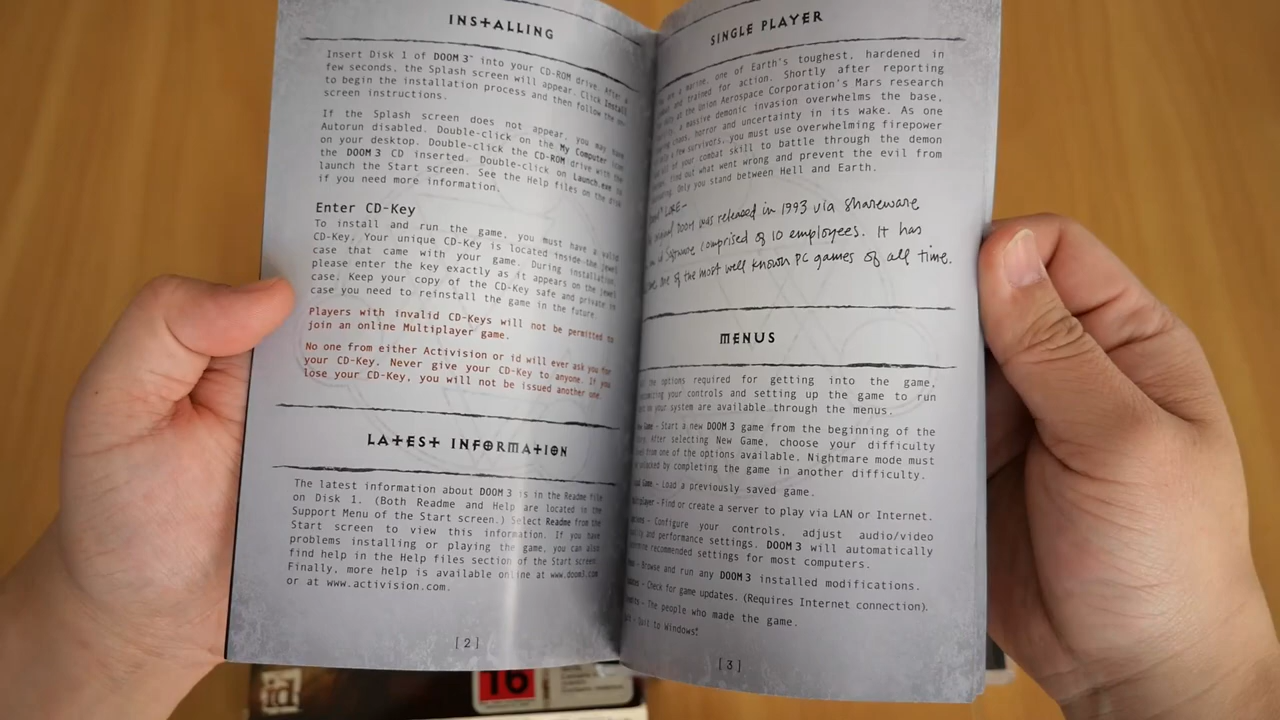 INSTALLING
Insert Disk 1 of DOOM 3™ into your CD-ROM drive. After a
few seconds, the Splash screen will appear. Click Install
to begin the installation process and then follow the on-
screen instructions.
If the Splash screen does not appear, you may have
Autorun disabled. Double-click on the My Computer icon
on your desktop. Double-click the CD-ROM drive with
the DOOM 3 CD inserted. Double-click on Launch.exe to
launch the Start screen. See the Help files on the disk
if you need more information.
Enter CD-Key
To install and run the game, you must have a valid
CD-Key. Your unique CD-Key is located inside the jewel
case that came with your game. During installation,
please enter the key exactly as it appears on the jewel
case. Keep your copy of the CD-Key safe and private in
case you need to reinstall the game in the future.
Players with invalid CD-Keys will not be permitted to
join an online Multiplayer game.
No one from either Activision or id will ever ask you for
your CD-Key. Never give your CD-Key to anyone. If you
lose your CD-Key, you will not be issued another one.
LATEST INFORMATION
The latest information about DOOM 3 is in the Readme file
on Disk 1. (Both Readme and Help are located in the
Support Menu of the Start screen.) Select Readme from the
Start screen to view this information. If you have
problems installing or playing the game, you can also
find help in the Help files section of the Start screen.
Finally, more help is available online at www.doom3.com
or at www.activision.com.
[2]
SINGLE PLAYER
are a marine, one of Earth's toughest, hardened in
and trained for action. Shortly after reporting
at the Union Aerospace Corporation's Mars research
a massive demonic invasion overwhelms the base,
chaos, horror and uncertainty in its wake. As one
a few survivors, you must use overwhelming firepower
your combat skill to battle through the demon
find out what went wrong and prevent the evil from
Only you stand between Hell and Earth.
LORE-
original DOOM was released in 1993 via shareware
id Software comprised of 10 employees. It has
one of the most well known PC games of all time.
MENUS
the options required for getting into the game,
your controls and setting up the game to run
on your system are available through the menus.
Game - Start a new DOOM 3 game from the beginning of the
After selecting New Game, choose your difficulty
from one of the options available. Nightmare mode must
unlocked by completing the game in another difficulty.
Game - Load a previously saved game.
Multiplayer - Find or create a server to play via LAN or Internet.
- Configure your controls, adjust audio/video
and performance settings. DOOM 3 will automatically
recommended settings for most computers.
- Browse and run any DOOM 3 installed modifications.
- Check for game updates. (Requires Internet connection).
- The people who made the game.
- Quit to Windows®
[3]
id
16